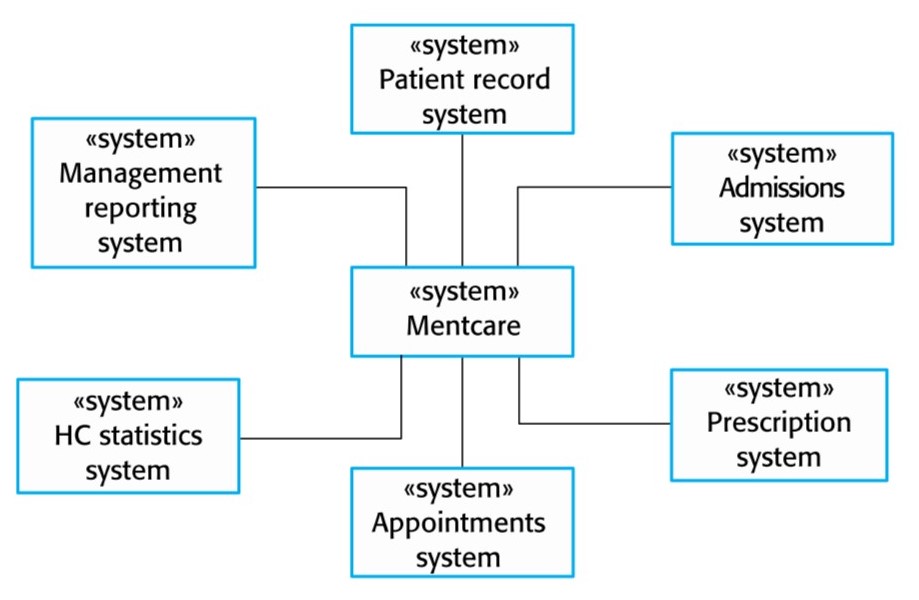 «system»
Patient record
system
«system»
Management
reporting
system
«system»
Admissions
system
«system»
Mentcare
«system»
HC statistics
system
«system»
Prescription
system
«system»
Appointments
system